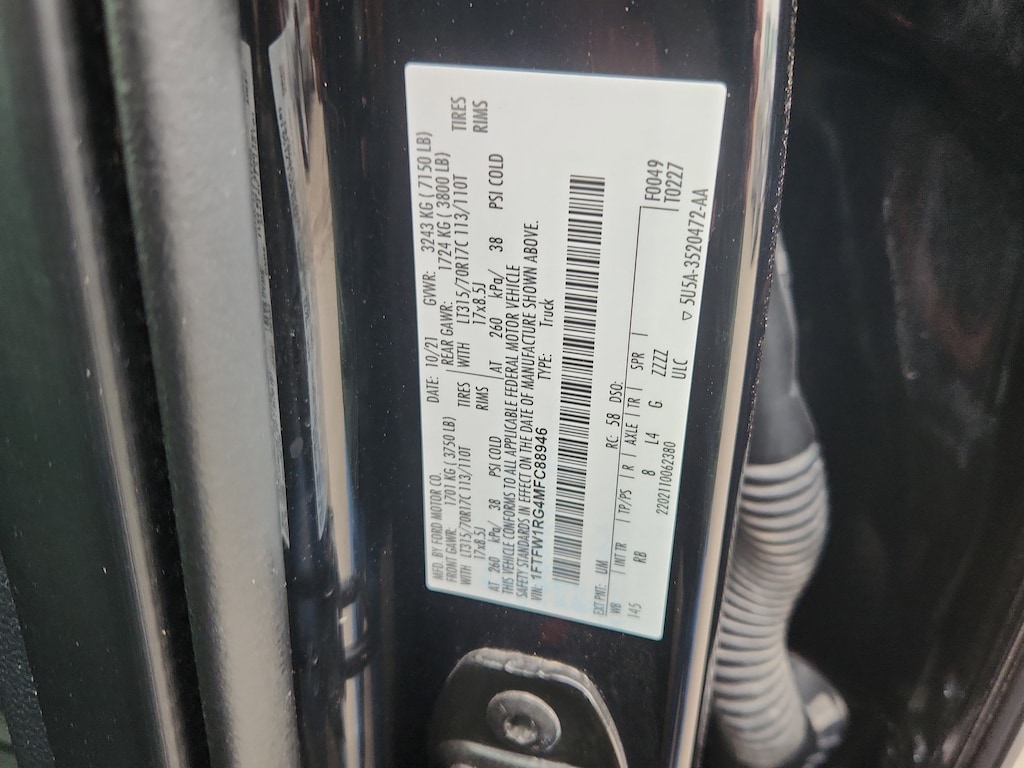 MFD. BY FORD MOTOR CO.
DATE: 10/21 GVWR: 3243 KG ( 7150 LB)
FRONT GAWR: 1701 KG ( 3750 LB) REAR GAWR: 1724 KG ( 3800 LB)
WITH LT315/70R17C 113/110T TIRES WITH LT315/70R17C 113/110T TIRES
17x8.5J RIMS 17x8.5J RIMS
AT 260 kPa/ 38 PSI COLD AT 260 kPa/ 38 PSI COLD
THIS VEHICLE CONFORMS TO ALL APPLICABLE FEDERAL MOTOR VEHICLE
SAFETY STANDARDS IN EFFECT ON THE DATE OF MANUFACTURE SHOWN ABOVE.
VIN: 1FTFW1RG4MFC88946 TYPE: Truck
EXT PNT: UM RC: 58 DSO: F0049
WB INT TR TP/PS R AXLE TR SPR T0227
145 RB 8 L4 G ZZZZ
2202110062380 ULC ▽ 5U5A-3520472-AA